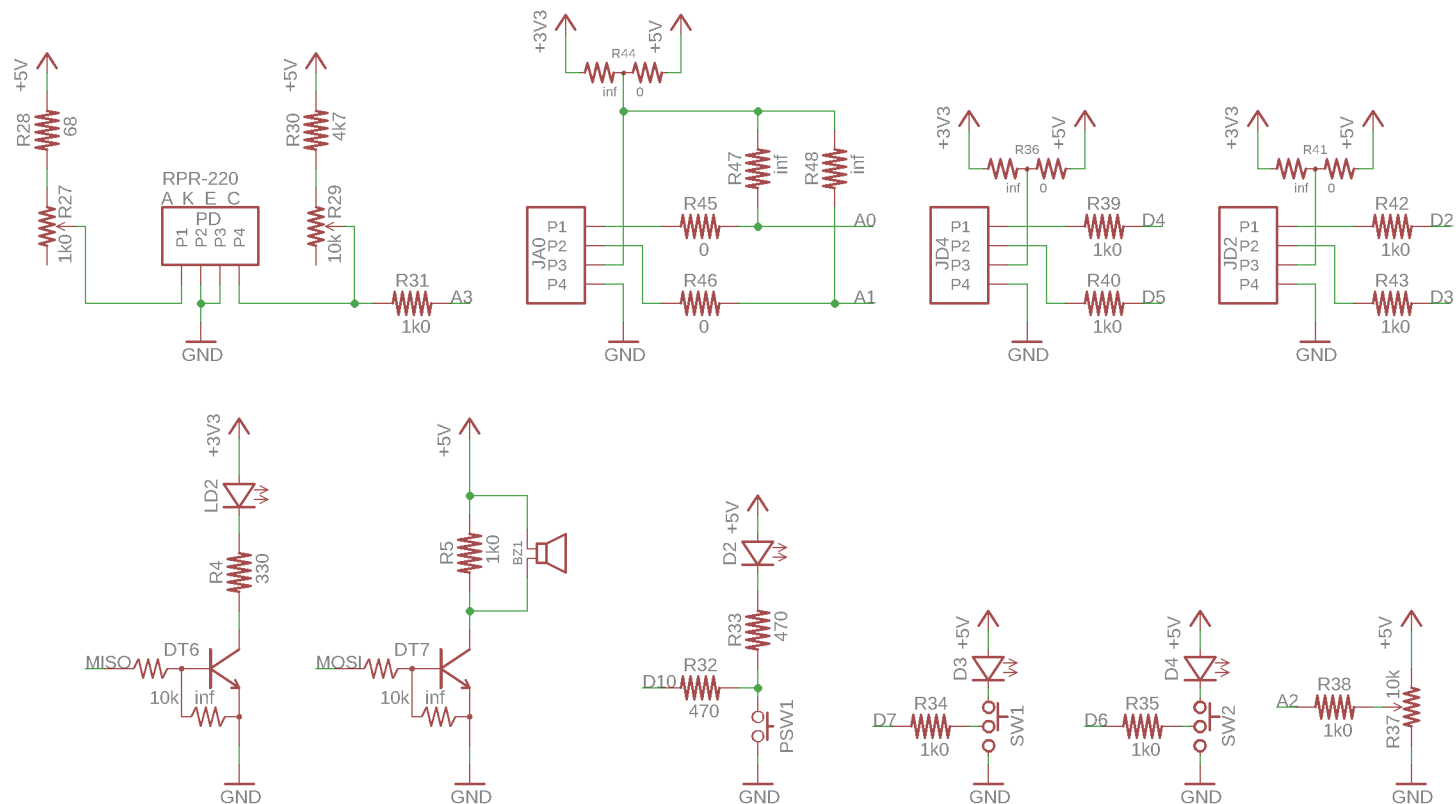 +5V
R28
68
R27
1k0
RPR-220
A K E C
PD
P1
P2
P3
P4
GND
+5V
R30
4k7
R29
10k
R31
1k0
A3
+3V3
R44
+5V
inf
0
R47
inf
R48
inf
JA0
P1
P2
P3
P4
R45
0
A0
R46
0
A1
GND
+3V3
R36
+5V
inf
0
JD4
P1
P2
P3
P4
R39
1k0
D4
R40
1k0
D5
GND
+3V3
R41
+5V
inf
0
JD2
P1
P2
P3
P4
R42
1k0
D2
R43
1k0
D3
GND
+3V3
LD2
R4
330
MISO
DT6
10k
inf
GND
+5V
R5
1k0
BZ1
MOSI
DT7
10k
inf
GND
+5V
D2
R33
470
D10
R32
470
PSW1
GND
+5V
D3
D7
R34
1k0
SW1
GND
+5V
D4
D6
R35
1k0
SW2
GND
+5V
A2
R38
1k0
10k
R37
GND